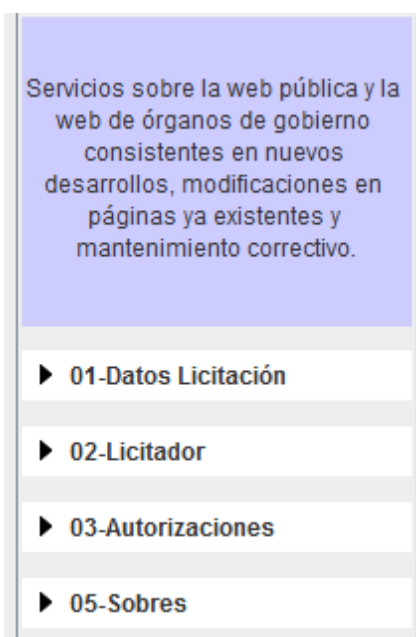 Servicios sobre la web pública y la
web de órganos de gobierno
consistentes en nuevos
desarrollos, modificaciones en
páginas ya existentes y
mantenimiento correctivo.
01-Datos Licitación
02-Licitador
03-Autorizaciones
05-Sobres